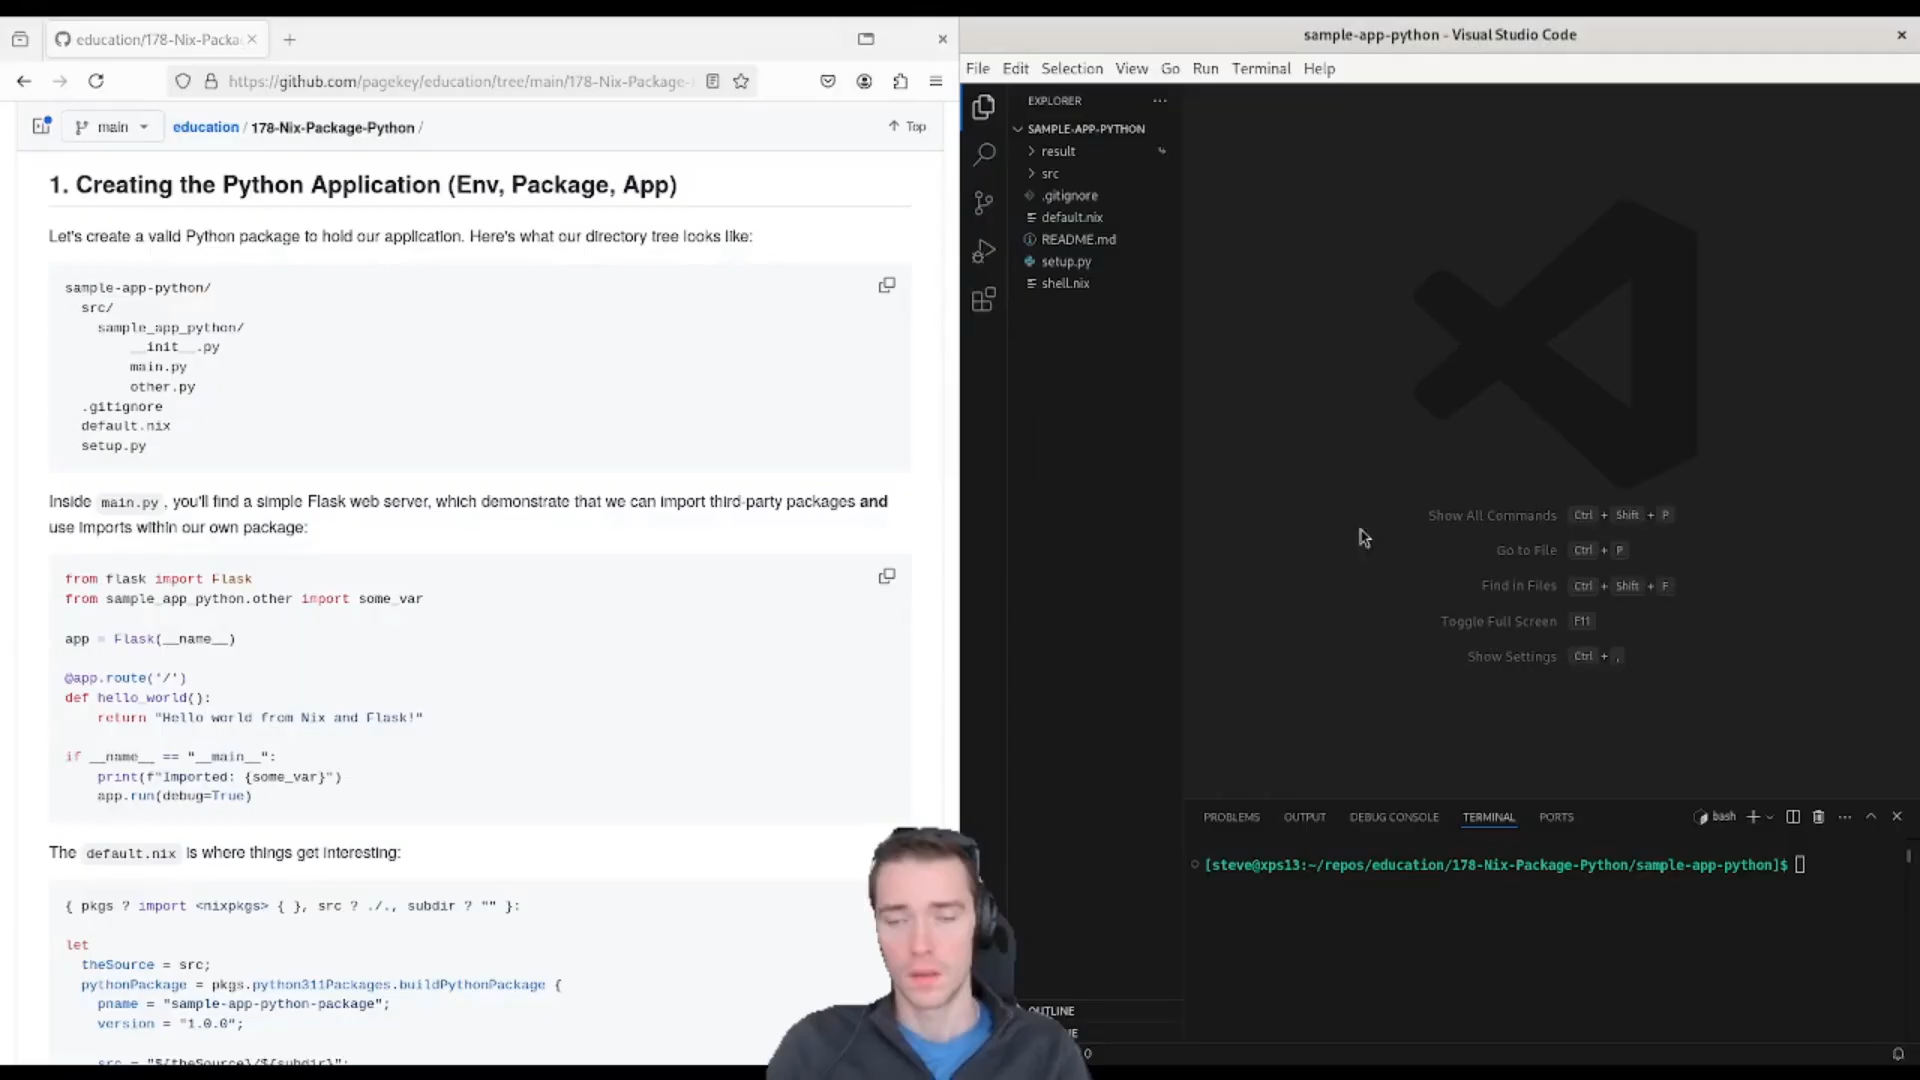 education/178-Nix-Packa
https://github.com/pagekey/education/tree/main/178-Nix-Package-
main
education / 178-Nix-Package-Python /
Top
1. Creating the Python Application (Env, Package, App)
Let's create a valid Python package to hold our application. Here's what our directory tree looks like:
sample-app-python/
src/
sample_app_python/
__init__.py
main.py
other.py
.gitignore
default.nix
setup.py
Inside main.py, you'll find a simple Flask web server, which demonstrate that we can import third-party packages and
use imports within our own package:
from flask import Flask
from sample_app_python.other import some_var
app = Flask(__name__)
@app.route('/')
def hello_world():
return "Hello world from Nix and Flask!"
if __name__ == "__main__":
print(f"Imported: {some_var}")
app.run(debug=True)
The default.nix is where things get interesting:
{ pkgs ? import <nixpkgs> { }, src ? ./., subdir ? "" }:
let
theSource = src;
pythonPackage = pkgs.python311Packages.buildPythonPackage {
pname = "sample-app-python-package";
version = "1.0.0";
src = "${theSource}/${subdir}";
sample-app-python - Visual Studio Code
File Edit Selection View Go Run Terminal Help
EXPLORER
SAMPLE-APP-PYTHON
result
src
.gitignore
default.nix
README.md
setup.py
shell.nix
Show All Commands Ctrl + Shift + P
Go to File Ctrl + P
Find in Files Ctrl + Shift + F
Toggle Full Screen F11
Show Settings Ctrl + ,
PROBLEMS OUTPUT DEBUG CONSOLE TERMINAL PORTS
bash
[steve@xps13:~/repos/education/178-Nix-Package-Python/sample-app-python]$
OUTLINE
0